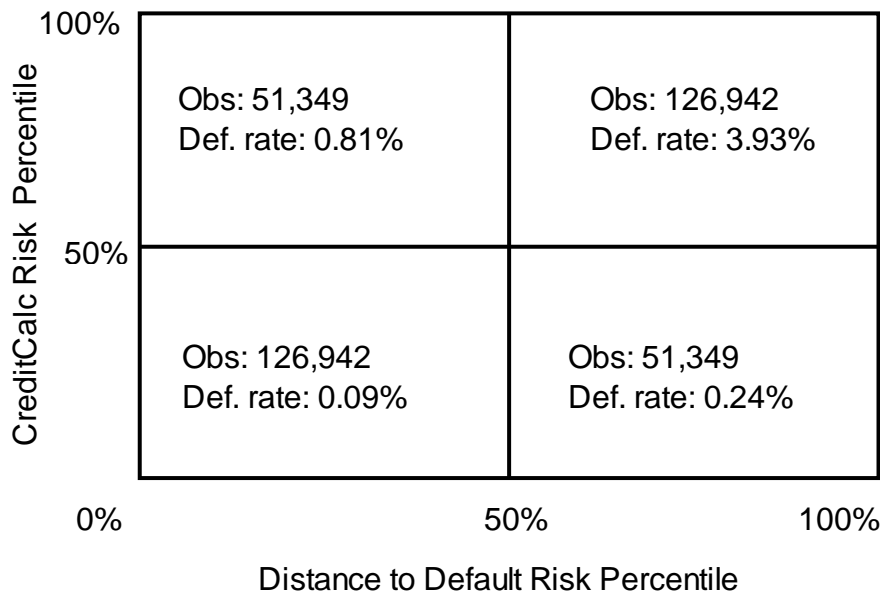 100%
Obs: 51,349
Def. rate: 0.81%
Obs: 126,942
Def. rate: 3.93%
CreditCalc Risk Percentile
50%
Obs: 126,942
Def. rate: 0.09%
Obs: 51,349
Def. rate: 0.24%
0%
50%
100%
Distance to Default Risk Percentile